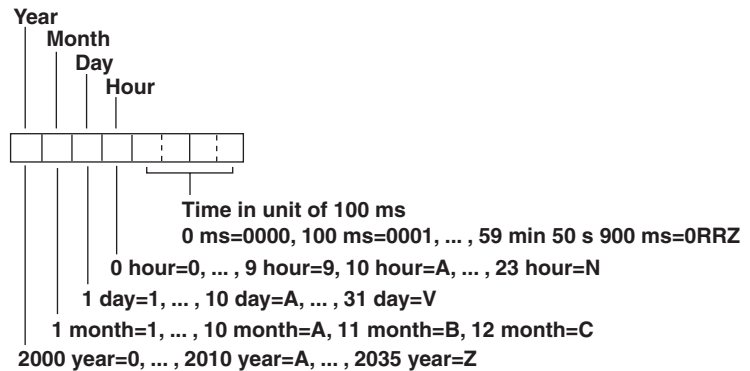 Year
Month
Day
Hour
Time in unit of 100 ms
0 ms=0000, 100 ms=0001, ... , 59 min 50 s 900 ms=0RRZ
0 hour=0, ... , 9 hour=9, 10 hour=A, ... , 23 hour=N
1 day=1, ... , 10 day=A, ... , 31 day=V
1 month=1, ... , 10 month=A, 11 month=B, 12 month=C
2000 year=0, ... , 2010 year=A, ... , 2035 year=Z